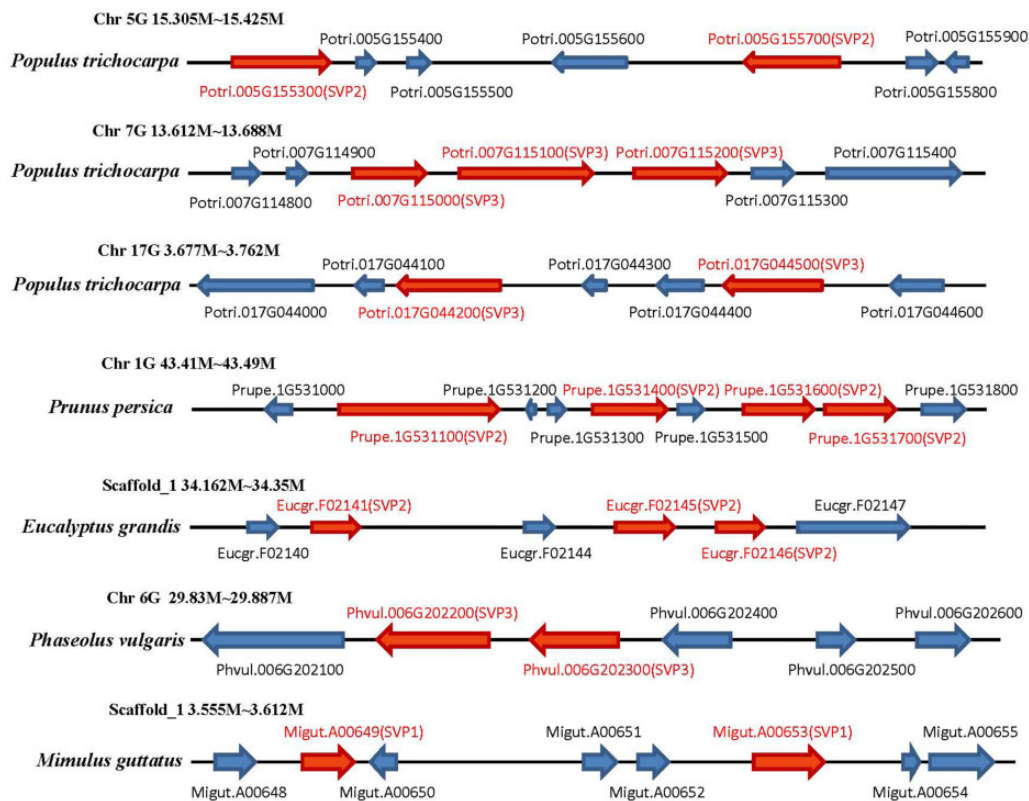 Chr 5G 15.305M~15.425M
Potri.005G155400 Potri.005G155600 Potri.005G155700(SVP2) Potri.005G155900
Populus trichocarpa
Potri.005G155300(SVP2) Potri.005G155500 Potri.005G155800
Chr 7G 13.612M~13.688M
Potri.007G114900 Potri.007G115100(SVP3) Potri.007G115200(SVP3) Potri.007G115400
Populus trichocarpa
Potri.007G114800 Potri.007G115000(SVP3) Potri.007G115300
Chr 17G 3.677M~3.762M
Potri.017G044100 Potri.017G044300 Potri.017G044500(SVP3)
Populus trichocarpa
Potri.017G044000 Potri.017G044200(SVP3) Potri.017G044400 Potri.017G044600
Chr 1G 43.41M~43.49M
Prupe.1G531000 Prupe.1G531200 Prupe.1G531400(SVP2) Prupe.1G531600(SVP2) Prupe.1G531800
Prunus persica
Prupe.1G531100(SVP2) Prupe.1G531300 Prupe.1G531500 Prupe.1G531700(SVP2)
Scaffold_1 34.162M~34.35M
Eucgr.F02141(SVP2) Eucgr.F02145(SVP2) Eucgr.F02147
Eucalyptus grandis
Eucgr.F02140 Eucgr.F02144 Eucgr.F02146(SVP2)
Chr 6G 29.83M~29.887M
Phvul.006G202200(SVP3) Phvul.006G202400 Phvul.006G202600
Phaseolus vulgaris
Phvul.006G202100 Phvul.006G202300(SVP3) Phvul.006G202500
Scaffold_1 3.555M~3.612M
Migut.A00649(SVP1) Migut.A00651 Migut.A00653(SVP1) Migut.A00655
Mimulus guttatus
Migut.A00648 Migut.A00650 Migut.A00652 Migut.A00654